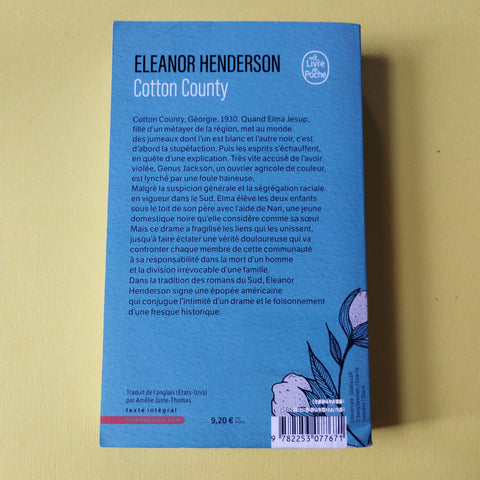 ELEANOR HENDERSON
Cotton County
Le Livre de Poche
Cotton County, Géorgie, 1930. Quand Elma Jesup,
fille d'un métayer de la région, met au monde
des jumeaux dont l'un est blanc et l'autre noir, c'est
d'abord la stupéfaction. Puis les esprits s'échauffent,
en quête d'une explication. Très vite accusé de l'avoir
violée, Genus Jackson, un ouvrier agricole de couleur,
est lynché par une foule haineuse.
Malgré la suspicion générale et la ségrégation raciale
en vigueur dans le Sud, Elma élève les deux enfants
sous le toit de son père avec l'aide de Nan, une jeune
domestique noire qu'elle considère comme sa sœur.
Mais ce drame a fragilisé les liens qui les unissent,
jusqu'à faire éclater une vérité douloureuse qui va
confronter chaque membre de cette communauté
à sa responsabilité dans la mort d'un homme
et la division irrévocable d'une famille.
Dans la tradition des romans du Sud, Eleanor
Henderson signe une épopée américaine
qui conjugue l'intimité d'un drame et le foisonnement
d'une fresque historique.
Traduit de l'anglais (États-Unis)
par Amélie Juste-Thomas.
texte intégral
9,20 €
9 782253 077671